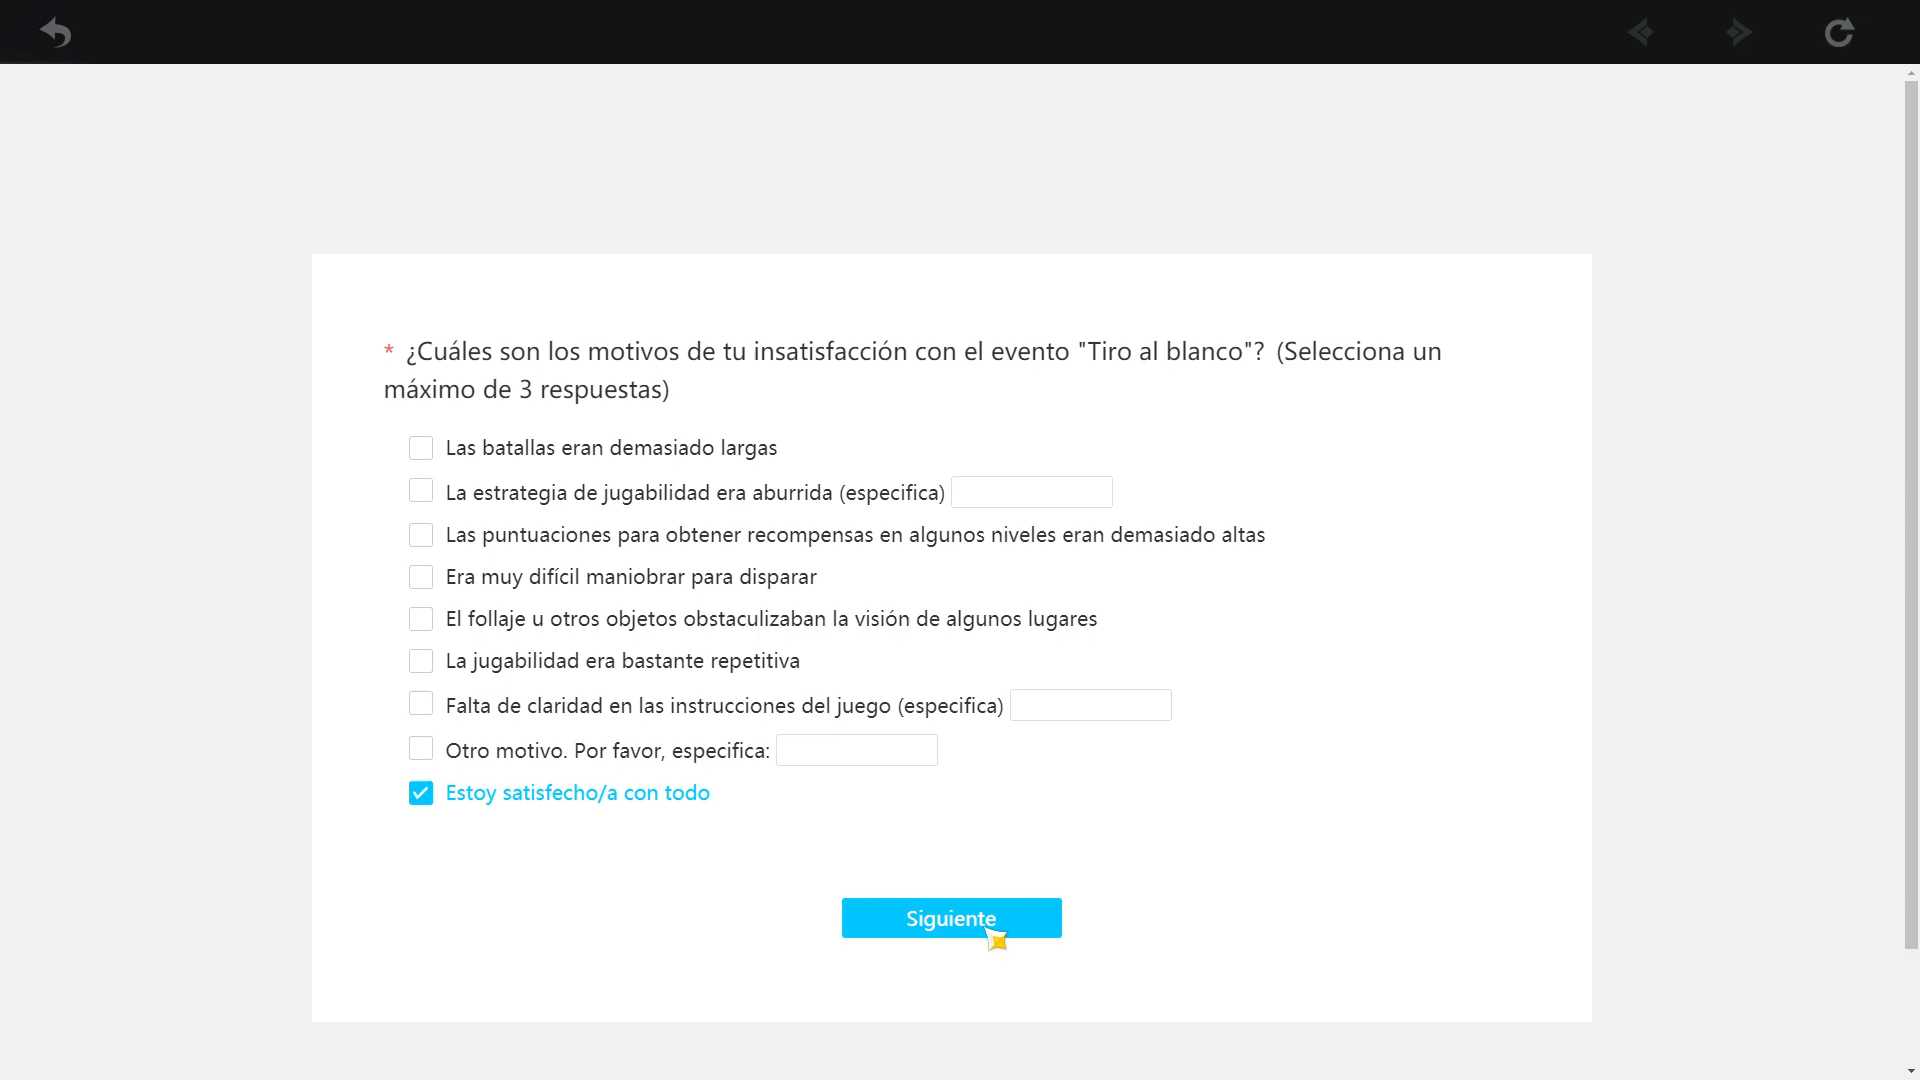 * ¿Cuáles son los motivos de tu insatisfacción con el evento "Tiro al blanco"? (Selecciona un
máximo de 3 respuestas)
Las batallas eran demasiado largas
La estrategia de jugabilidad era aburrida (especifica)
Las puntuaciones para obtener recompensas en algunos niveles eran demasiado altas
Era muy difícil maniobrar para disparar
El follaje u otros objetos obstaculizaban la visión de algunos lugares
La jugabilidad era bastante repetitiva
Falta de claridad en las instrucciones del juego (especifica)
Otro motivo. Por favor, especifica:
Estoy satisfecho/a con todo
Siguiente